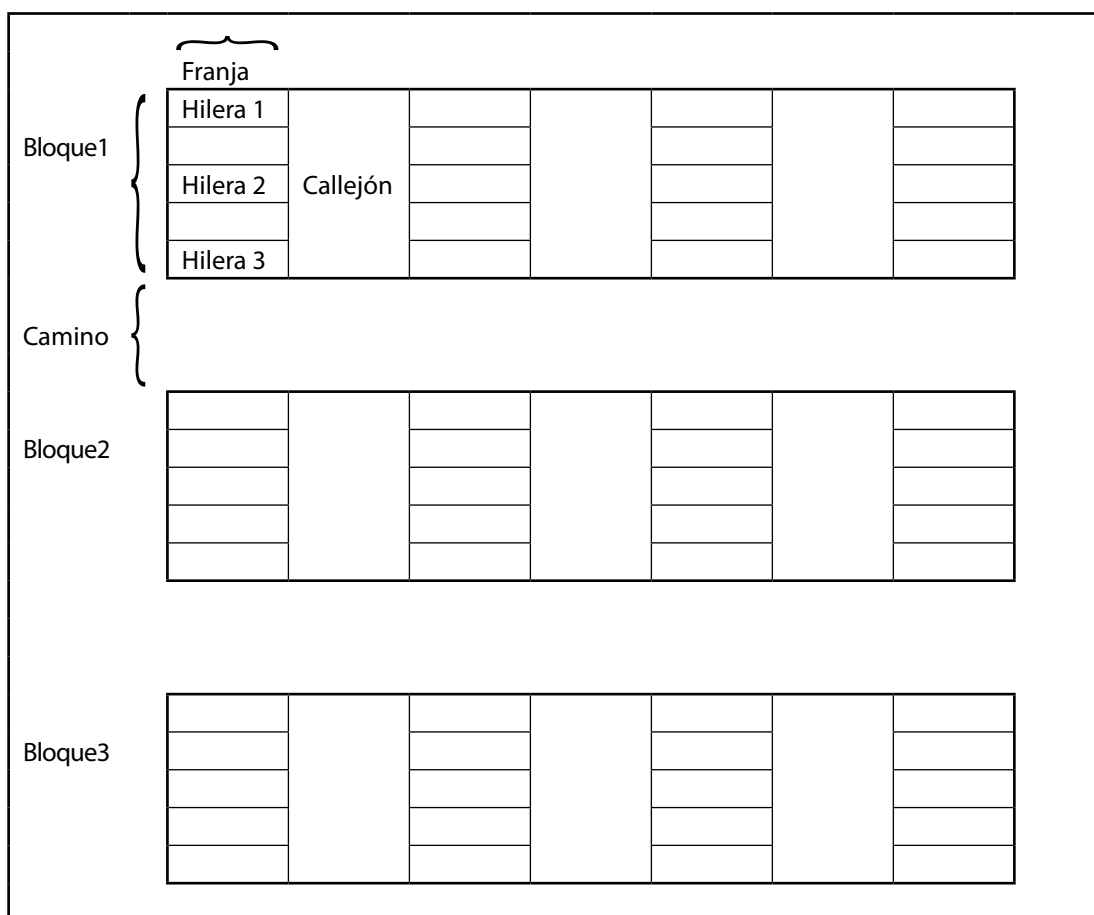 Franja
Hilera 1
Bloque1
Hilera 2 Callejón
Hilera 3
Camino
Bloque2
Bloque3